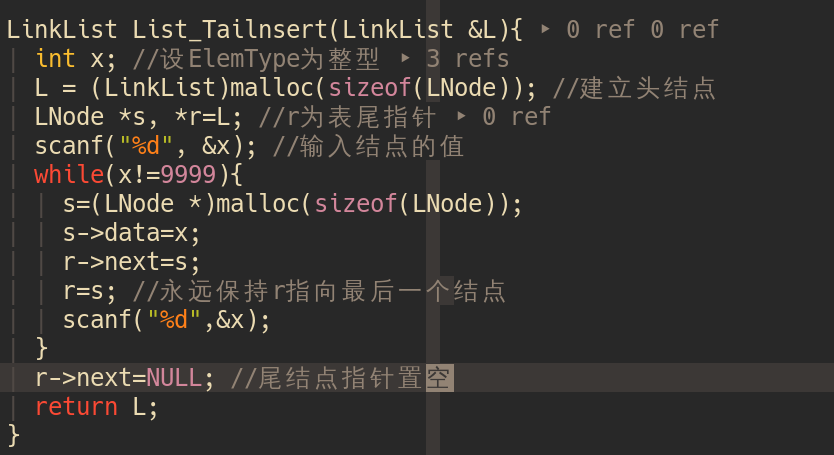 LinkList List_Tailnsert(LinkList &L){ ‣ 0 ref 0 ref
int x; //设ElemType为整型 ‣ 3 refs
L = (LinkList)malloc(sizeof(LNode)); //建立头结点
LNode *s, *r=L; //r为表尾指针 ‣ 0 ref
scanf("%d", &x); //输入结点的值
while(x!=9999){
s=(LNode *)malloc(sizeof(LNode));
s->data=x;
r->next=s;
r=s; //永远保持r指向最后一个结点
scanf("%d",&x);
}
r->next=NULL; //尾结点指针置空
return L;
}